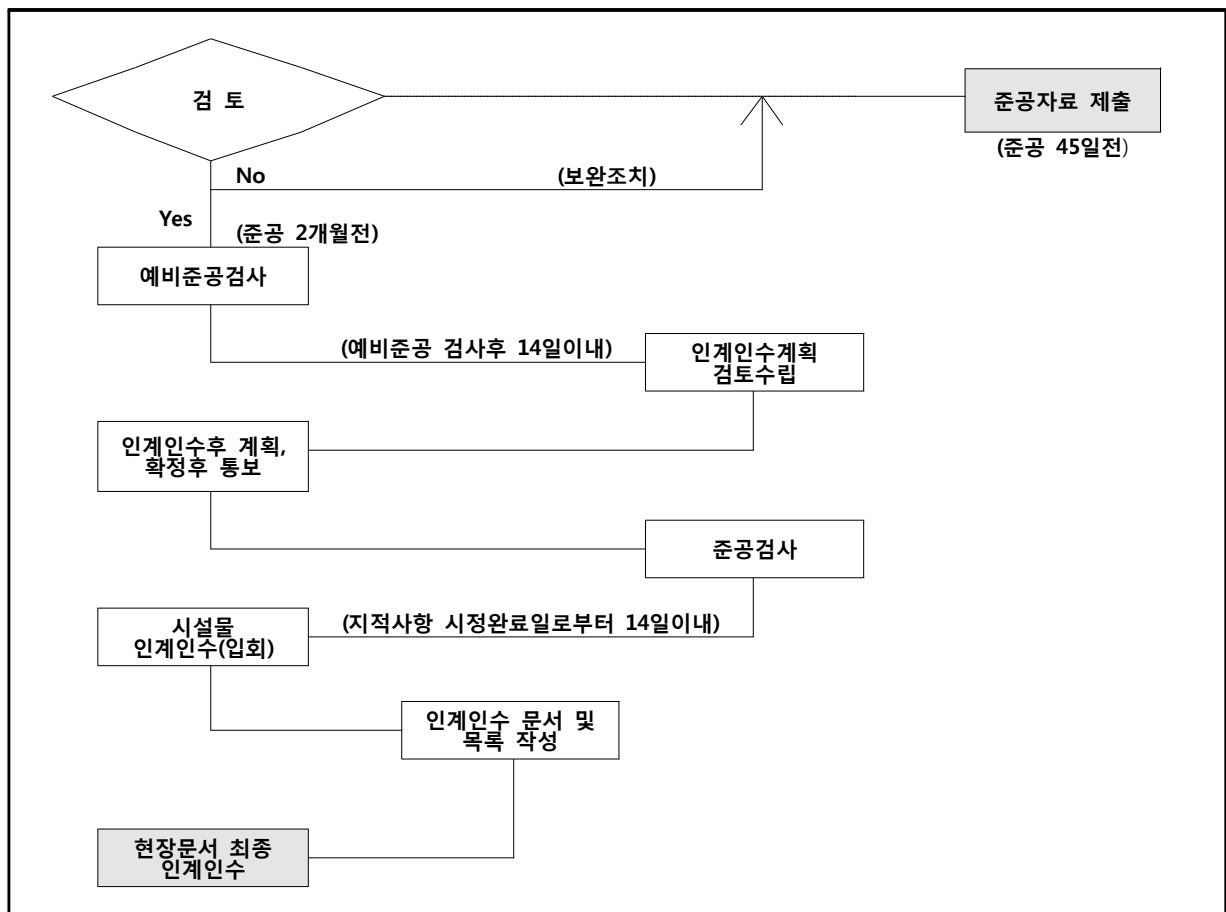 검 토
준공자료 제출
(준공 45일전)
No
(보완조치)
Yes
(준공 2개월전)
예비준공검사
(예비준공 검사후 14일이내)
인계인수계획
검토수립
인계인수후 계획,
확정후 통보
준공검사
시설물
인계인수(입회)
(지적사항 시정완료일로부터 14일이내)
인계인수 문서 및
목록 작성
현장문서 최종
인계인수